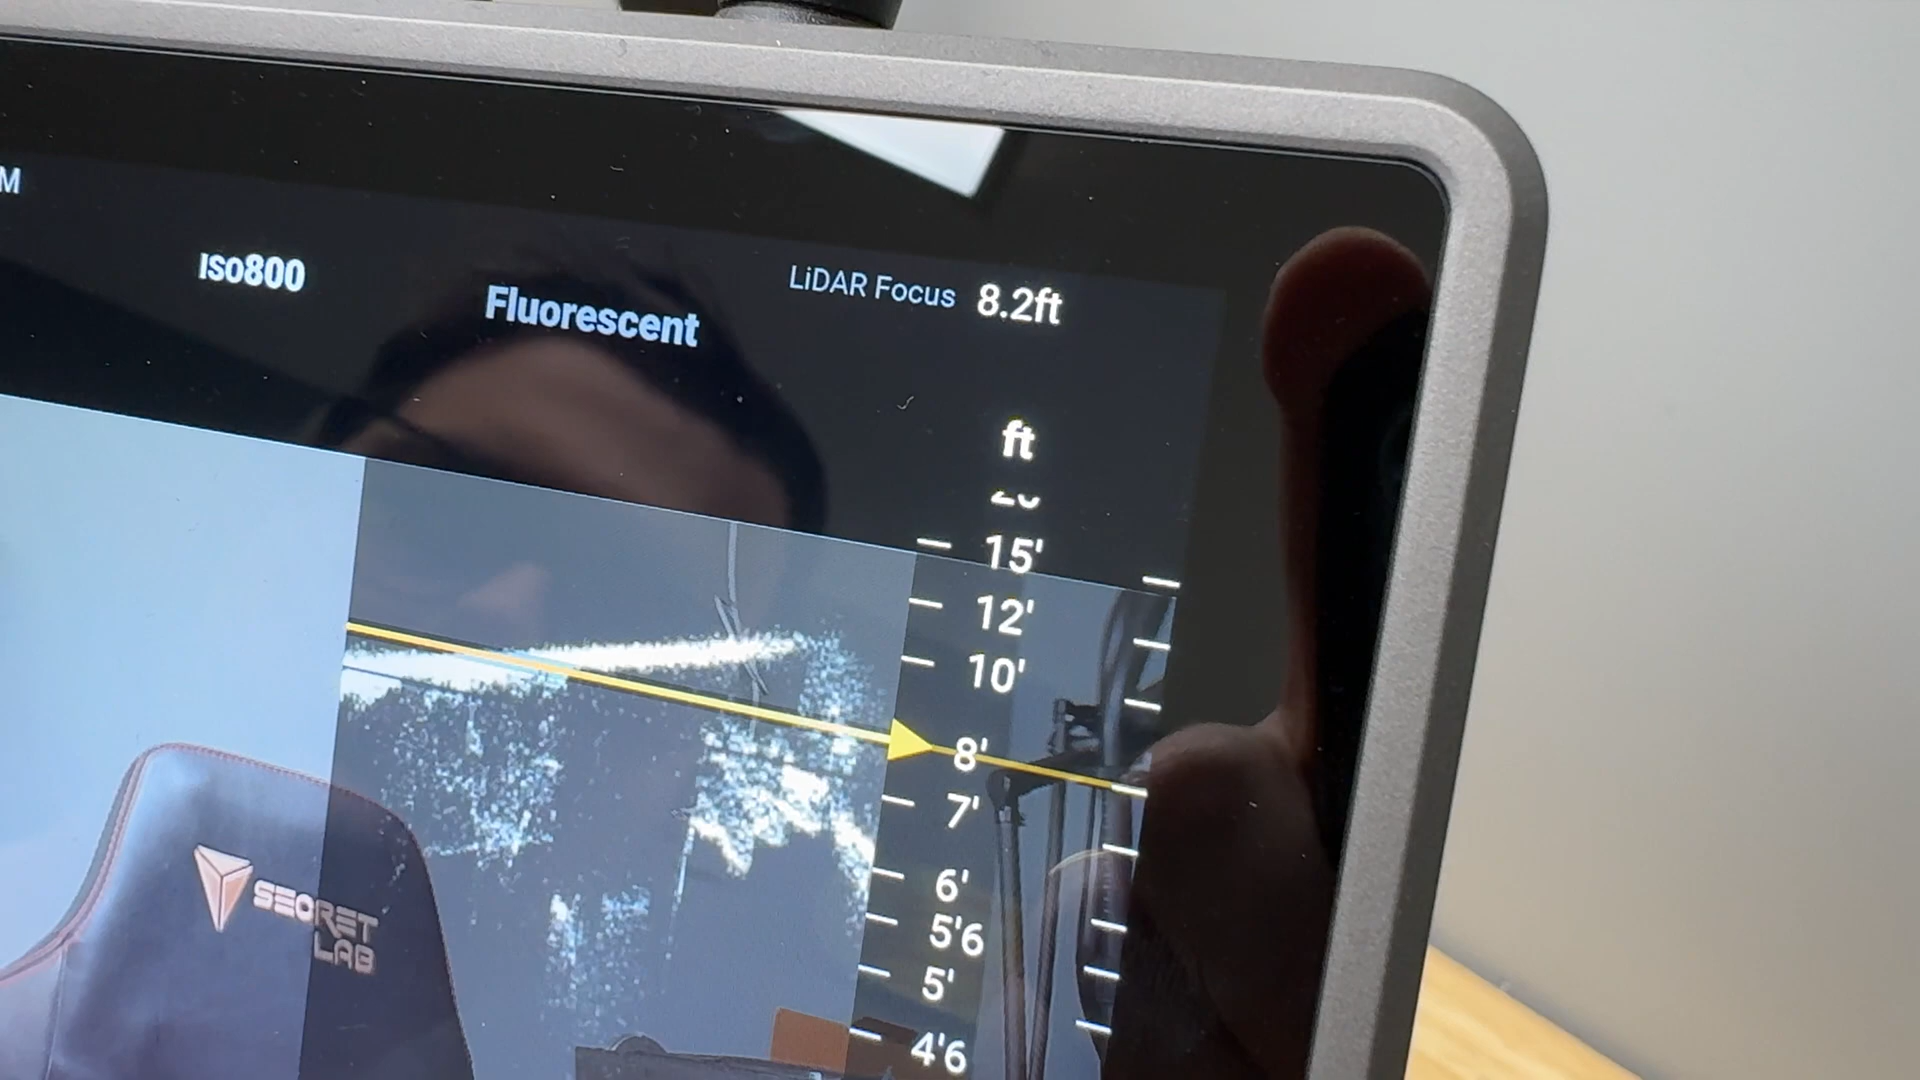 M
ISO800
Fluorescent
LiDAR Focus 8.2ft
ft
15'
12'
10'
8'
7'
6'
5'6
5'
4'6
SECRET
LAB